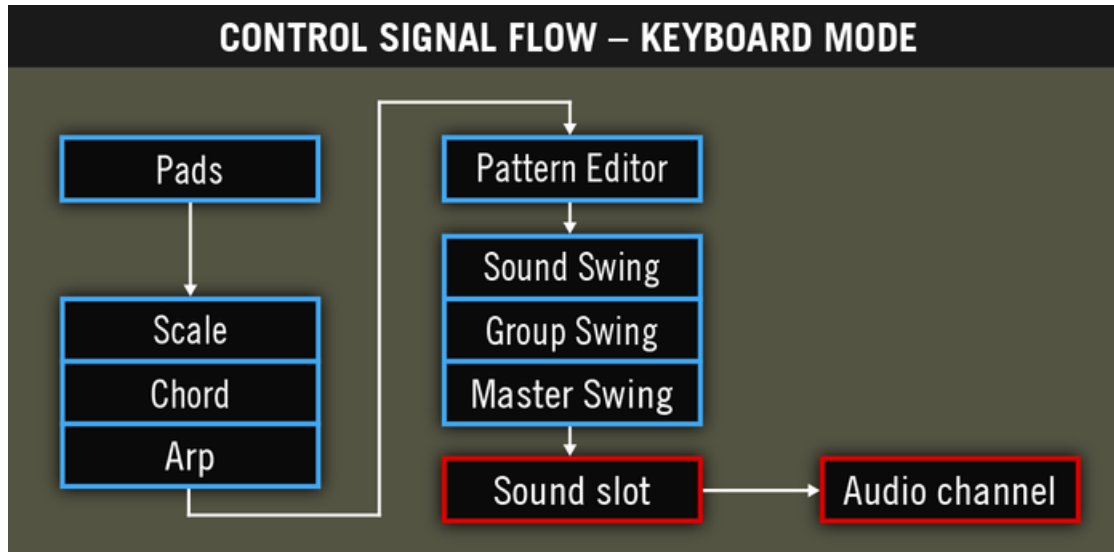 CONTROL SIGNAL FLOW – KEYBOARD MODE
Pads
Scale
Chord
Arp
Pattern Editor
Sound Swing
Group Swing
Master Swing
Sound slot
Audio channel